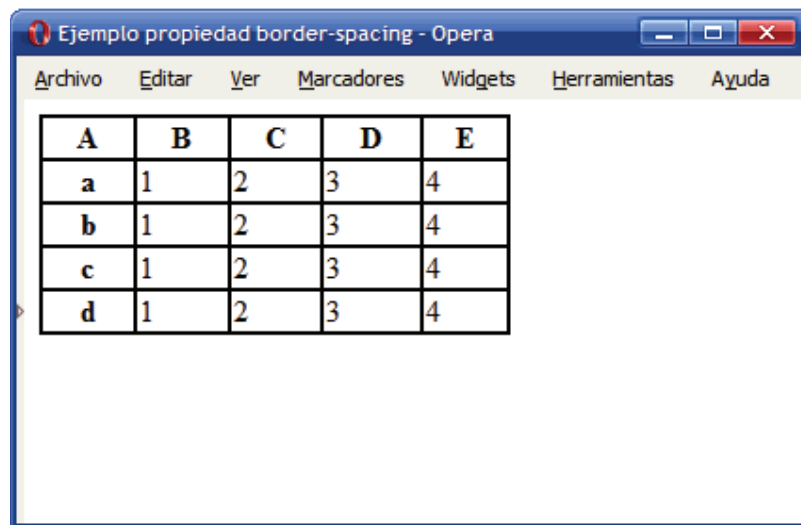 Ejemplo propiedad border-spacing - Opera
Archivo Editar Ver Marcadores Widgets Herramientas Ayuda
A B C D E
a 1 2 3 4
b 1 2 3 4
c 1 2 3 4
d 1 2 3 4